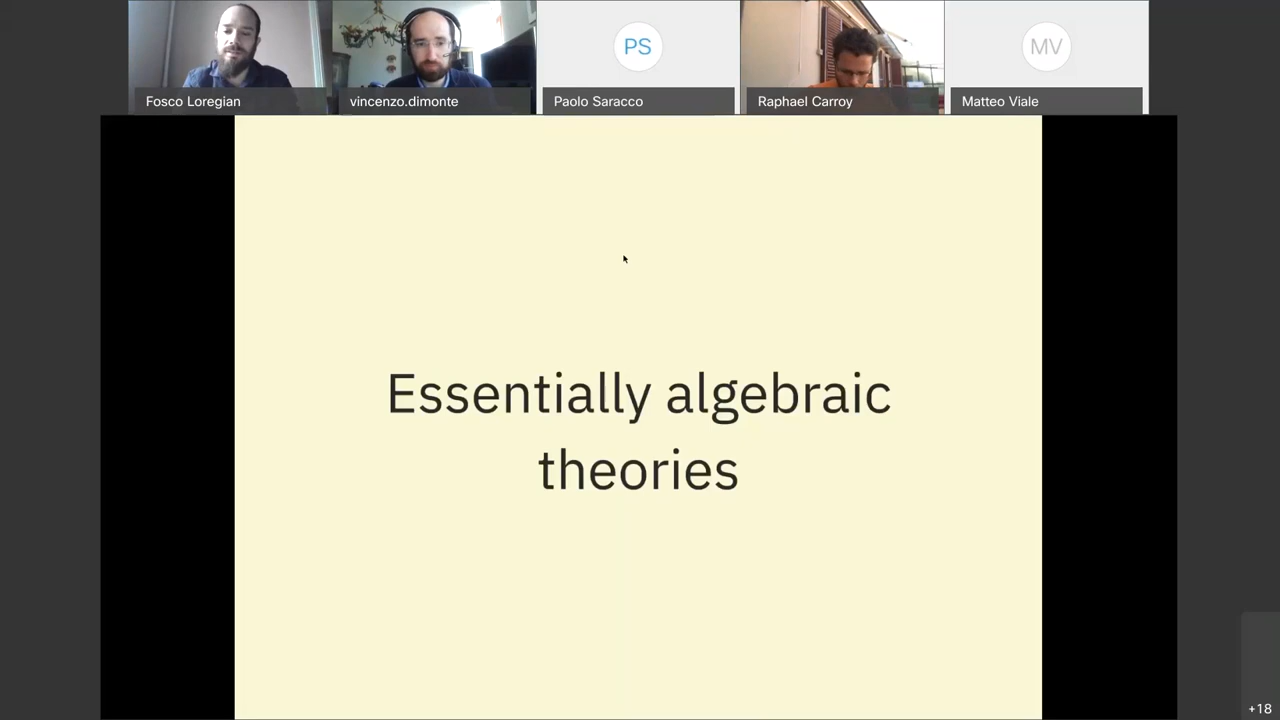 Fosco Loregian
vincenzo.dimonte
PS
Paolo Saracco
Raphael Carroy
MV
Matteo Viale
Essentially algebraic
theories
+18